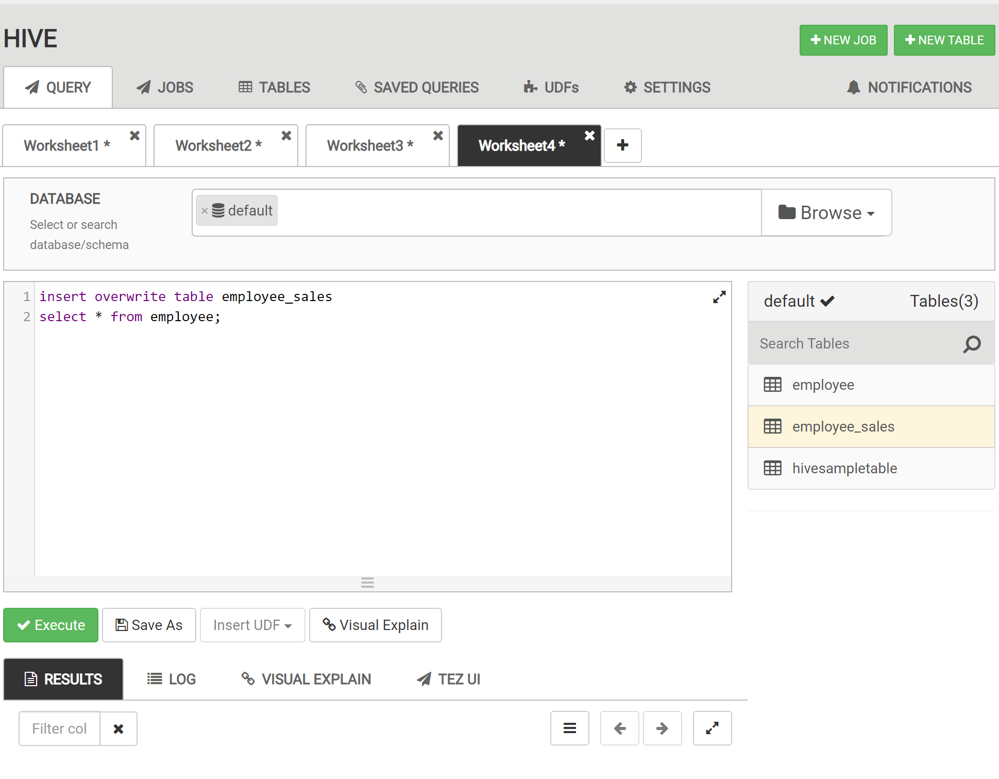 HIVE
NEW JOB NEW TABLE
QUERY JOBS TABLES SAVED QUERIES UDFs SETTINGS NOTIFICATIONS
Worksheet1 * Worksheet2 * Worksheet3 * Worksheet4 *
DATABASE
Select or search
database/schema
× default
Browse
1 insert overwrite table employee_sales
2 select * from employee;
default Tables(3)
Search Tables
employee
employee_sales
hivesampletable
Execute Save As Insert UDF Visual Explain
RESULTS LOG VISUAL EXPLAIN TEZ UI
Filter col